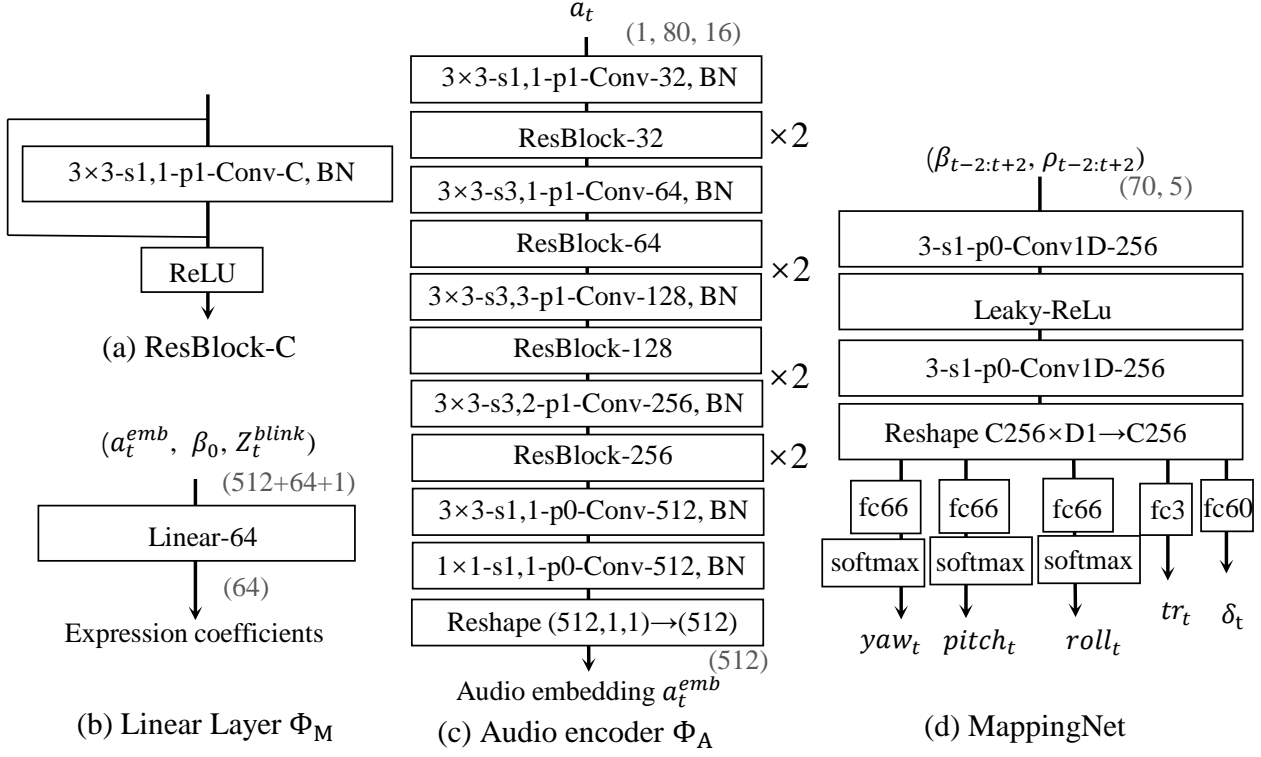 3×3-s1,1-p1-Conv-C, BN
ReLU
(a) ResBlock-C
(a_t^{emb}, β_0, Z_t^{blink})
(512+64+1)
Linear-64
(64)
Expression coefficients
(b) Linear Layer Φ_M
a_t
(1, 80, 16)
3×3-s1,1-p1-Conv-32, BN
ResBlock-32 ×2
3×3-s3,1-p1-Conv-64, BN
ResBlock-64 ×2
3×3-s3,3-p1-Conv-128, BN
ResBlock-128 ×2
3×3-s3,2-p1-Conv-256, BN
ResBlock-256 ×2
3×3-s1,1-p0-Conv-512, BN
1×1-s1,1-p0-Conv-512, BN
Reshape (512,1,1)→(512)
(512)
Audio embedding a_t^{emb}
(c) Audio encoder Φ_A
(β_{t−2:t+2}, ρ_{t−2:t+2})
(70, 5)
3-s1-p0-Conv1D-256
Leaky-ReLu
3-s1-p0-Conv1D-256
Reshape C256×D1→C256
fc66 fc66 fc66 fc3 fc60
softmax softmax softmax
yaw_t pitch_t roll_t tr_t δ_t
(d) MappingNet